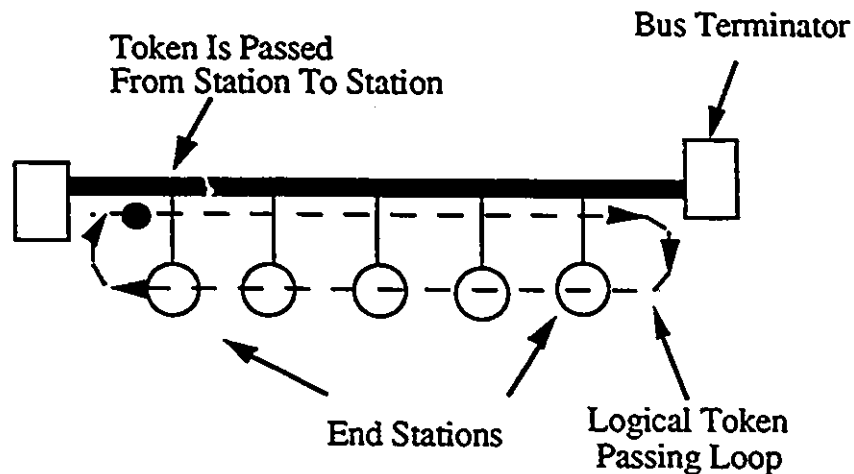 Bus Terminator
Token Is Passed
From Station To Station
End Stations
Logical Token
Passing Loop